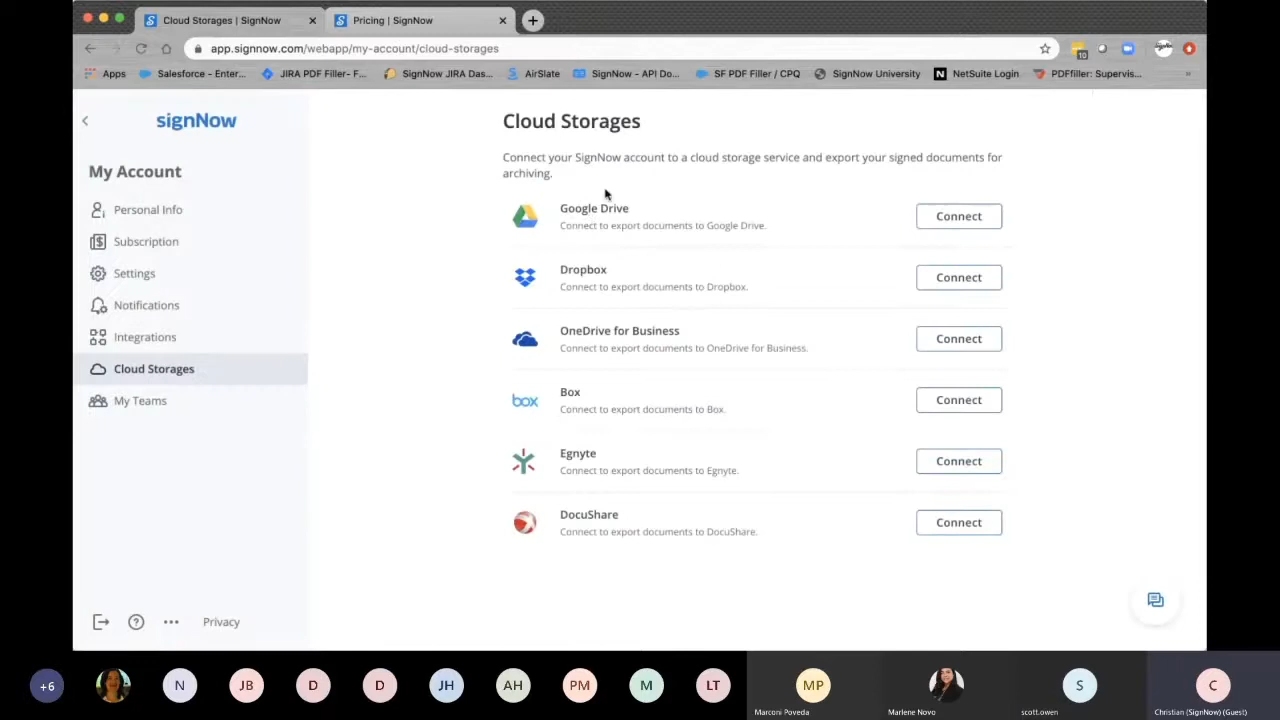 Cloud Storages | SignNow
Pricing | SignNow
app.signnow.com/webapp/my-account/cloud-storages
10
Apps
Salesforce - Enter...
JIRA PDF Filler- F...
SignNow JIRA Das...
AirSlate
SignNow - API Do...
SF PDF Filler / CPQ
SignNow University
NetSuite Login
PDFfiller: Supervis...
signNow
My Account
Personal Info
Subscription
Settings
Notifications
Integrations
Cloud Storages
My Teams
Privacy
Cloud Storages
Connect your SignNow account to a cloud storage service and export your signed documents for
archiving.
Google Drive
Connect to export documents to Google Drive.
Connect
Dropbox
Connect to export documents to Dropbox.
Connect
OneDrive for Business
Connect to export documents to OneDrive for Business.
Connect
box
Box
Connect to export documents to Box.
Connect
Egnyte
Connect to export documents to Egnyte.
Connect
DocuShare
Connect to export documents to DocuShare.
Connect
+6
N
JB
D
D
JH
AH
PM
M
LT
MP
S
C
Marconi Poveda
Marlene Novo
scott.owen
Christian (SignNow) (Guest)